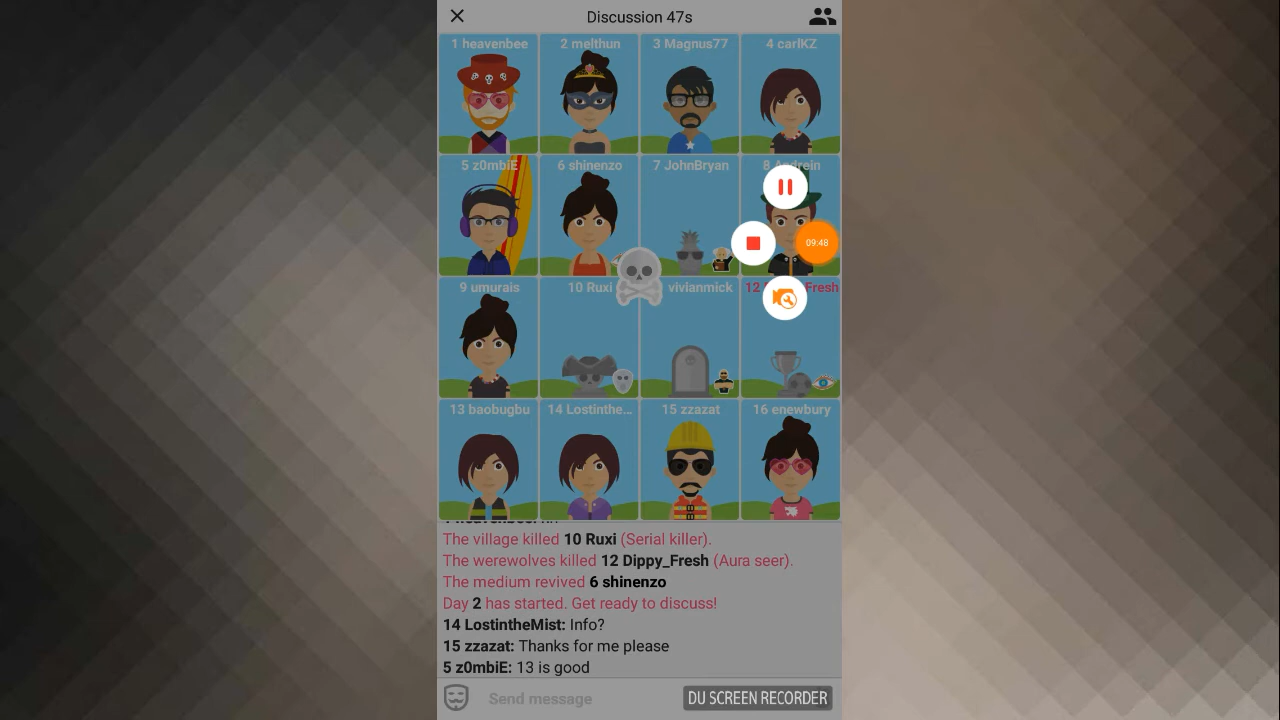 Discussion 47s
1 heavenbee 2 melthun 3 Magnus77 4 carlKZ
5 z0mbiE 6 shinenzo 7 JohnBryan 8 Andrein
09:48
9 umurais 10 Ruxi vivianmick 12 Fresh
13 baobugbu 14 Lostinthe... 15 zzazat 16 enewbury
The village killed 10 Ruxi (Serial killer).
The werewolves killed 12 Dippy_Fresh (Aura seer).
The medium revived 6 shinenzo
Day 2 has started. Get ready to discuss!
14 LostintheMist: Info?
15 zzazat: Thanks for me please
5 z0mbiE: 13 is good
Send message
DU SCREEN RECORDER